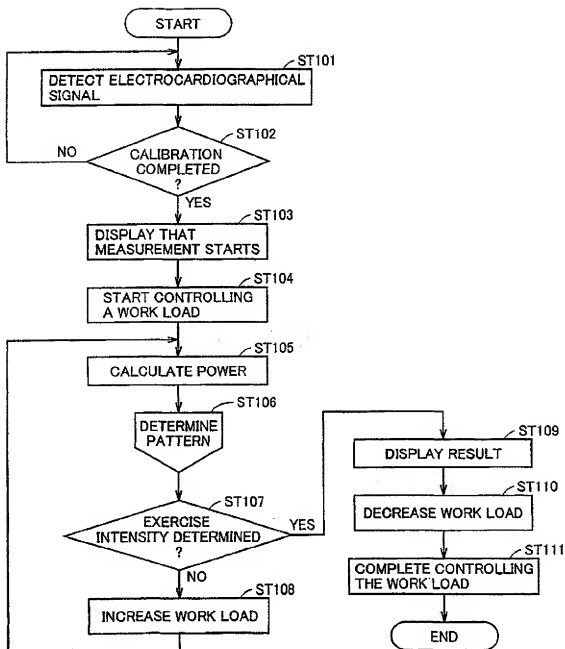 START
ST101
DETECT ELECTROCARDIOGRAPHICAL
SIGNAL
ST102
NO
CALIBRATION
COMPLETED
?
YES
ST103
DISPLAY THAT
MEASUREMENT STARTS
ST104
START CONTROLLING
A WORK LOAD
ST105
CALCULATE POWER
ST106
DETERMINE
PATTERN
ST107
EXERCISE
INTENSITY DETERMINED
?
YES
NO
ST108
INCREASE WORK LOAD
ST109
DISPLAY RESULT
ST110
DECREASE WORK LOAD
ST111
COMPLETE CONTROLLING
THE WORK LOAD
END